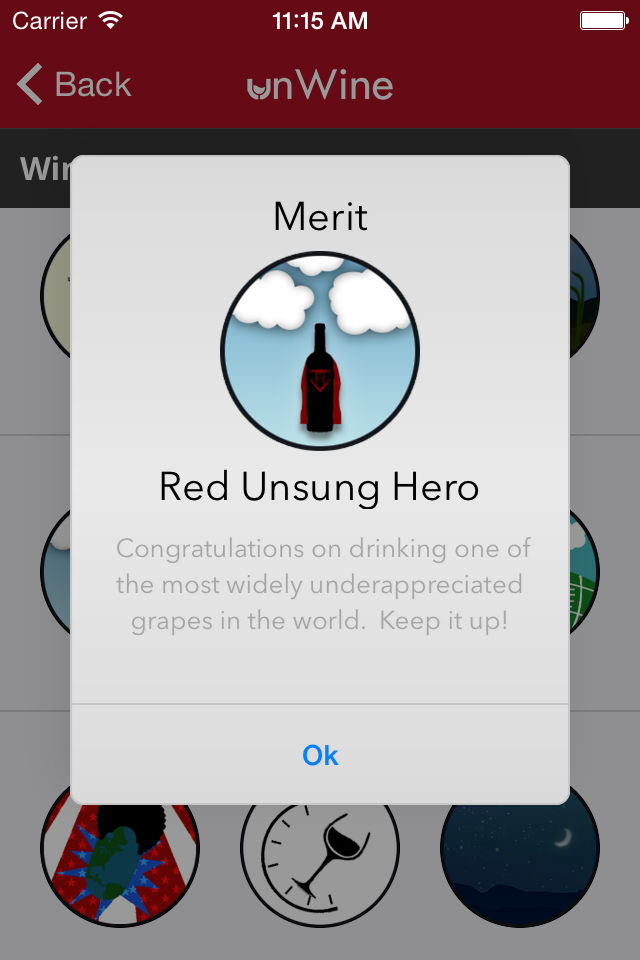 Carrier
11:15 AM
Back
unWine
Merit
Red Unsung Hero
Congratulations on drinking one of
the most widely underappreciated
grapes in the world.  Keep it up!
Ok